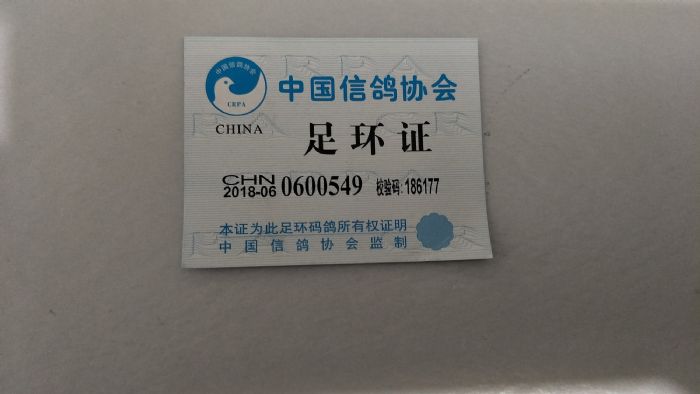 中国信鸽协会
CRPA
CHINA
中国信鸽协会
足环证
CHN
2018-06 0600549 校验码:186177
本证为此足环码鸽所有权证明
中国信鸽协会监制